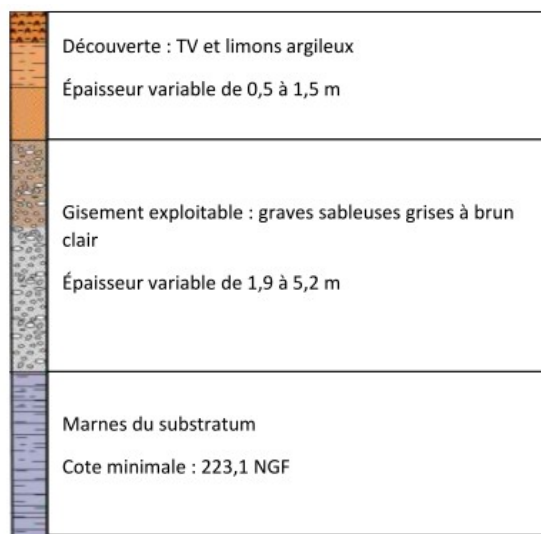 Découverte : TV et limons argileux
Épaisseur variable de 0,5 à 1,5 m
Gisement exploitable : graves sableuses grises à brun
clair
Épaisseur variable de 1,9 à 5,2 m
Marnes du substratum
Cote minimale : 223,1 NGF